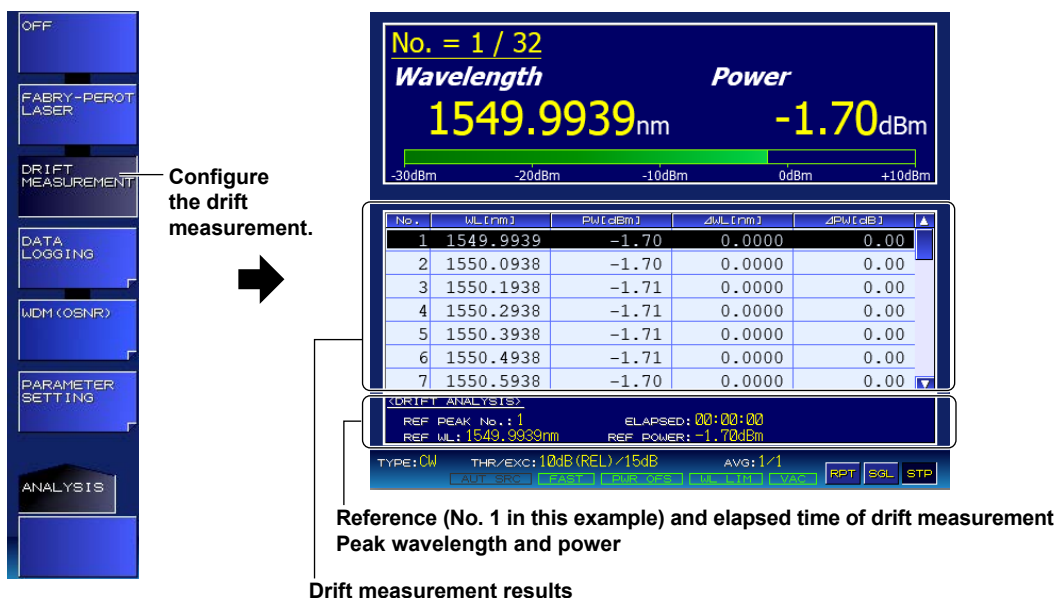 OFF
FABRY-PEROT
LASER
DRIFT
MEASUREMENT
DATA
LOGGING
WDM(OSNR)
PARAMETER
SETTING
ANALYSIS
Configure
the drift
measurement.
No. = 1 / 32
Wavelength Power
1549.9939nm -1.70dBm
-30dBm -20dBm -10dBm 0dBm +10dBm
No. WL[nm] PW[dBm] ⊿WL[nm] ⊿PW[dB]
1 1549.9939 -1.70 0.0000 0.00
2 1550.0938 -1.70 0.0000 0.00
3 1550.1938 -1.71 0.0000 0.00
4 1550.2938 -1.71 0.0000 0.00
5 1550.3938 -1.71 0.0000 0.00
6 1550.4938 -1.71 0.0000 0.00
7 1550.5938 -1.70 0.0000 0.00
<DRIFT ANALYSIS>
REF PEAK No.:1 ELAPSED:00:00:00
REF WL:1549.9939nm REF POWER:-1.70dBm
TYPE:CW THR/EXC:10dB(REL)/15dB AVG:1/1
AUT SRC FAST PWR OFS WL LIM VAC RPT SGL STP
Reference (No. 1 in this example) and elapsed time of drift measurement
Peak wavelength and power
Drift measurement results